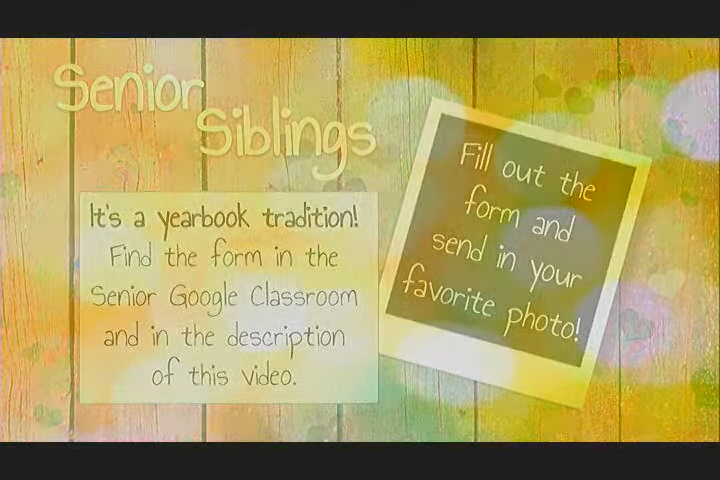 Senior
Siblings
It's a yearbook tradition!
Find the form in the
Senior Google Classroom
and in the description
of this video.
Fill out the
form and
send in your
favorite photo!